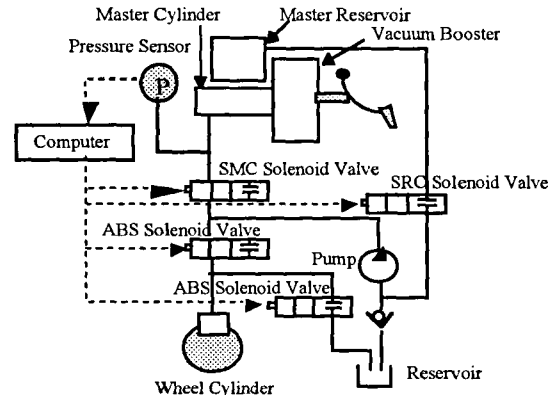 Master Cylinder
Master Reservoir
Vacuum Booster
Pressure Sensor
P
Computer
SMC Solenoid Valve
SRC Solenoid Valve
ABS Solenoid Valve
Pump
ABS Solenoid Valve
Reservoir
Wheel Cylinder